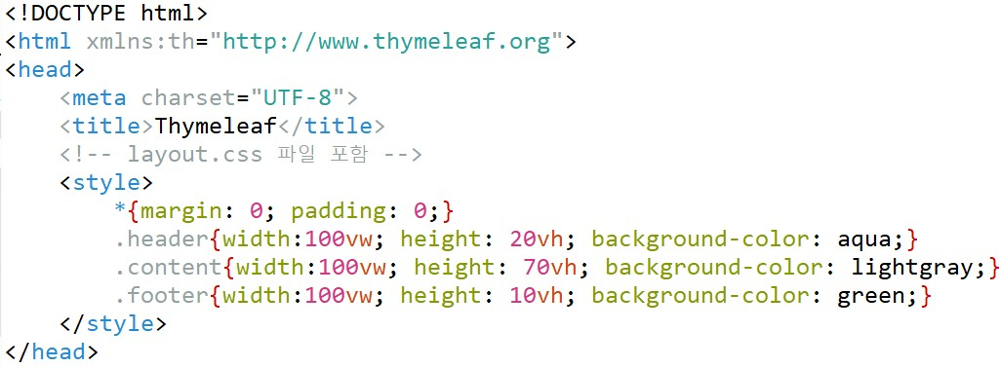 <!DOCTYPE html>
<html xmlns:th="http://www.thymeleaf.org">
<head>
    <meta charset="UTF-8">
    <title>Thymeleaf</title>
    <!-- layout.css 파일 포함 -->
    <style>
        *{margin: 0; padding: 0;}
        .header{width:100vw; height: 20vh; background-color: aqua;}
        .content{width:100vw; height: 70vh; background-color: lightgray;}
        .footer{width:100vw; height: 10vh; background-color: green;}
    </style>
</head>